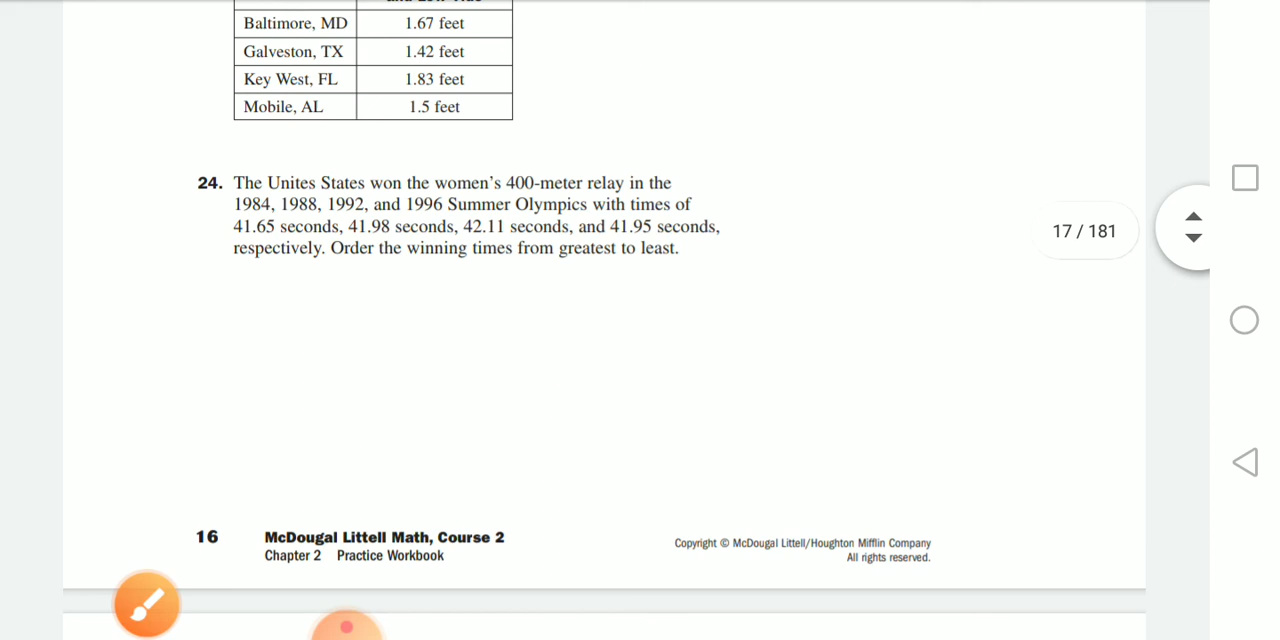 Baltimore, MD 1.67 feet
Galveston, TX 1.42 feet
Key West, FL 1.83 feet
Mobile, AL 1.5 feet
24. The Unites States won the women's 400-meter relay in the
1984, 1988, 1992, and 1996 Summer Olympics with times of
41.65 seconds, 41.98 seconds, 42.11 seconds, and 41.95 seconds,
respectively. Order the winning times from greatest to least.
17 / 181
16 McDougal Littell Math, Course 2
Chapter 2 Practice Workbook
Copyright © McDougal Littell/Houghton Mifflin Company
All rights reserved.